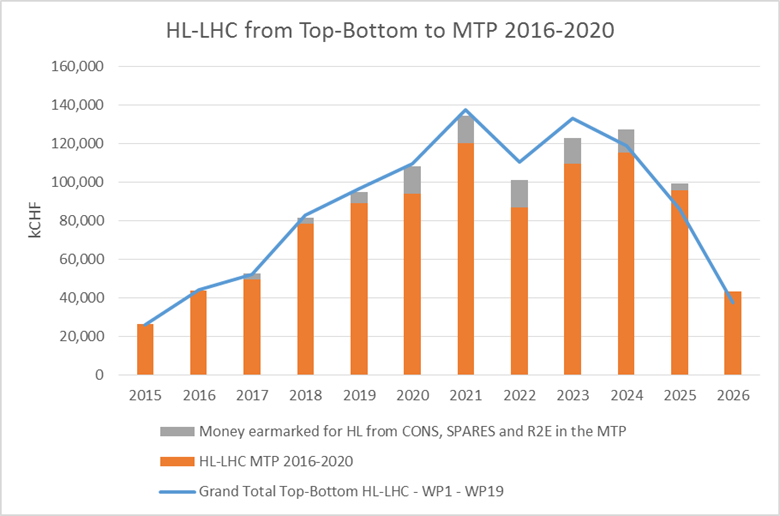 HL-LHC from Top-Bottom to MTP 2016-2020
160,000
140,000
120,000
100,000
80,000
60,000
40,000
20,000
0
kCHF
2015 2016 2017 2018 2019 2020 2021 2022 2023 2024 2025 2026
Money earmarked for HL from CONS, SPARES and R2E in the MTP
HL-LHC MTP 2016-2020
Grand Total Top-Bottom HL-LHC - WP1 - WP19